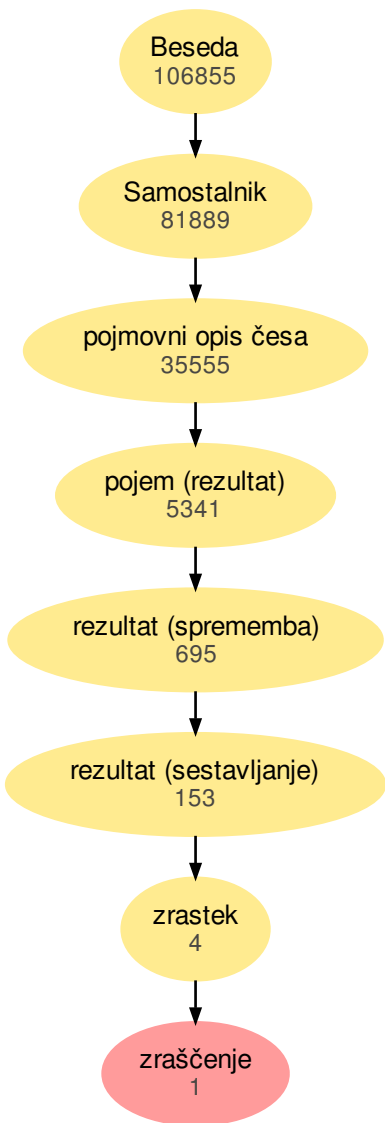 Beseda
106855
Samostalnik
81889
pojmovni opis česa
35555
pojem (rezultat)
5341
rezultat (sprememba)
695
rezultat (sestavljanje)
153
zrastek
4
zraščenje
1